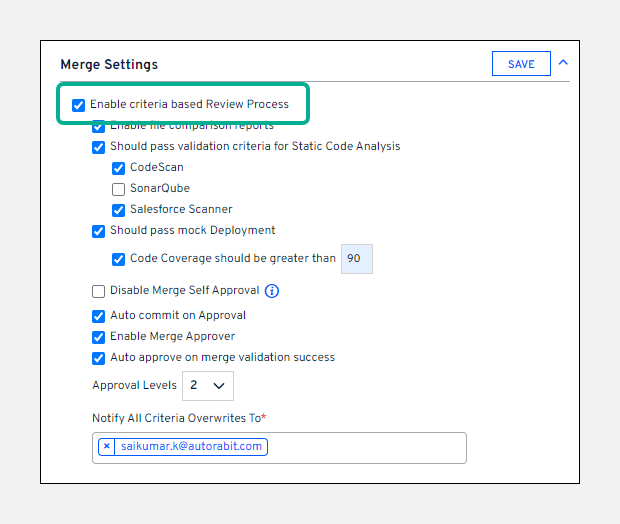 Merge Settings
SAVE
Enable criteria based Review Process
Enable file comparison reports
Should pass validation criteria for Static Code Analysis
CodeScan
SonarQube
Salesforce Scanner
Should pass mock Deployment
Code Coverage should be greater than 90
Disable Merge Self Approval
Auto commit on Approval
Enable Merge Approver
Auto approve on merge validation success
Approval Levels 2
Notify All Criteria Overwrites To*
× saikumar.k@autorabit.com